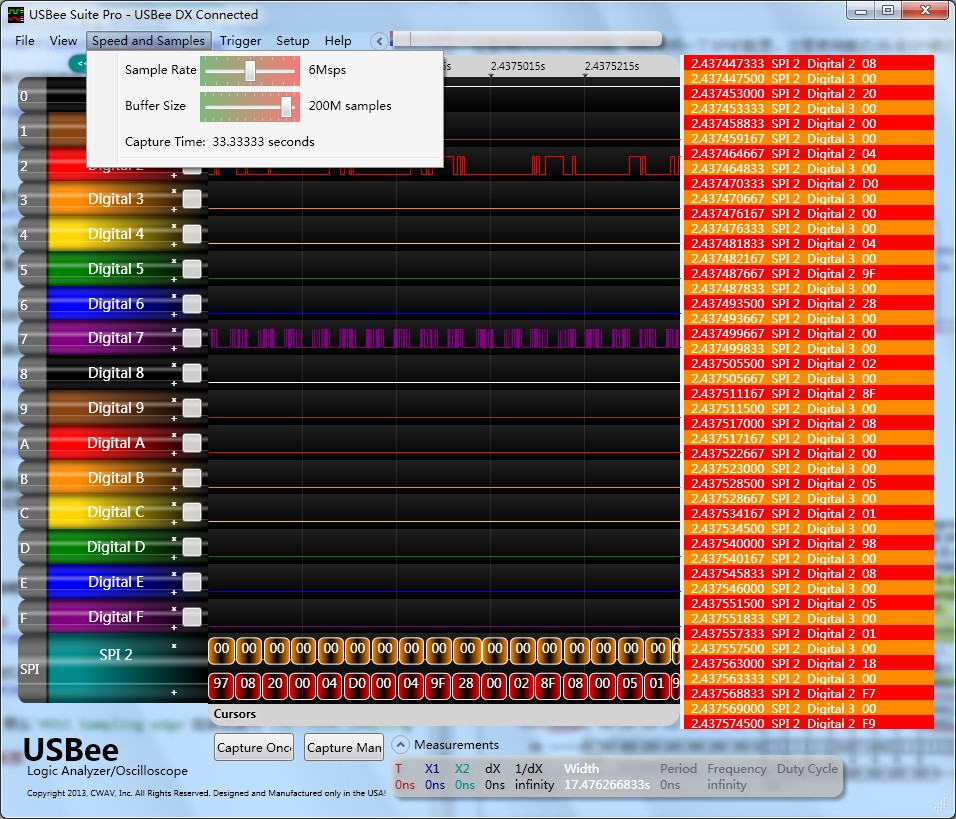 USBee Suite Pro - USBee DX Connected
File View Speed and Samples Trigger Setup Help
Sample Rate 6Msps
Buffer Size 200M samples
Capture Time: 33.33333 seconds
2.4375015s 2.4375215s
0
1
2
3 Digital 3
4 Digital 4
5 Digital 5
6 Digital 6
7 Digital 7
8 Digital 8
9 Digital 9
A Digital A
B Digital B
C Digital C
D Digital D
E Digital E
F Digital F
SPI SPI 2
00 00 00 00 00 00 00 00 00 00 00 00 00 00 00 00 00
97 08 20 00 04 D0 00 04 9F 28 00 02 8F 08 00 05 01
Cursors
2.437447333 SPI 2 Digital 2 08
2.437447500 SPI 2 Digital 3 00
2.437453000 SPI 2 Digital 2 20
2.437453333 SPI 2 Digital 3 00
2.437458833 SPI 2 Digital 2 00
2.437459167 SPI 2 Digital 3 00
2.437464667 SPI 2 Digital 2 04
2.437464833 SPI 2 Digital 3 00
2.437470333 SPI 2 Digital 2 D0
2.437470667 SPI 2 Digital 3 00
2.437476167 SPI 2 Digital 2 00
2.437476333 SPI 2 Digital 3 00
2.437481833 SPI 2 Digital 2 04
2.437482167 SPI 2 Digital 3 00
2.437487667 SPI 2 Digital 2 9F
2.437487833 SPI 2 Digital 3 00
2.437493500 SPI 2 Digital 2 28
2.437493667 SPI 2 Digital 3 00
2.437499667 SPI 2 Digital 2 00
2.437499833 SPI 2 Digital 3 00
2.437505500 SPI 2 Digital 2 02
2.437505667 SPI 2 Digital 3 00
2.437511167 SPI 2 Digital 2 8F
2.437511500 SPI 2 Digital 3 00
2.437517000 SPI 2 Digital 2 08
2.437517167 SPI 2 Digital 3 00
2.437522667 SPI 2 Digital 2 00
2.437523000 SPI 2 Digital 3 00
2.437528500 SPI 2 Digital 2 05
2.437528667 SPI 2 Digital 3 00
2.437534167 SPI 2 Digital 2 01
2.437534500 SPI 2 Digital 3 00
2.437540000 SPI 2 Digital 2 98
2.437540167 SPI 2 Digital 3 00
2.437545833 SPI 2 Digital 2 08
2.437546000 SPI 2 Digital 3 00
2.437551500 SPI 2 Digital 2 05
2.437551833 SPI 2 Digital 3 00
2.437557333 SPI 2 Digital 2 01
2.437557500 SPI 2 Digital 3 00
2.437563000 SPI 2 Digital 2 18
2.437563333 SPI 2 Digital 3 00
2.437568833 SPI 2 Digital 2 F7
2.437569000 SPI 2 Digital 3 00
2.437574500 SPI 2 Digital 2 F9
USBee
Logic Analyzer/Oscilloscope
Copyright 2013, CWAV, Inc. All Rights Reserved. Designed and Manufactured only in the USA!
Capture Onc Capture Man
Measurements
T X1 X2 dX 1/dX Width Period Frequency Duty Cycle
0ns 0ns 0ns 0ns infinity 17.476266833s 0ns infinity